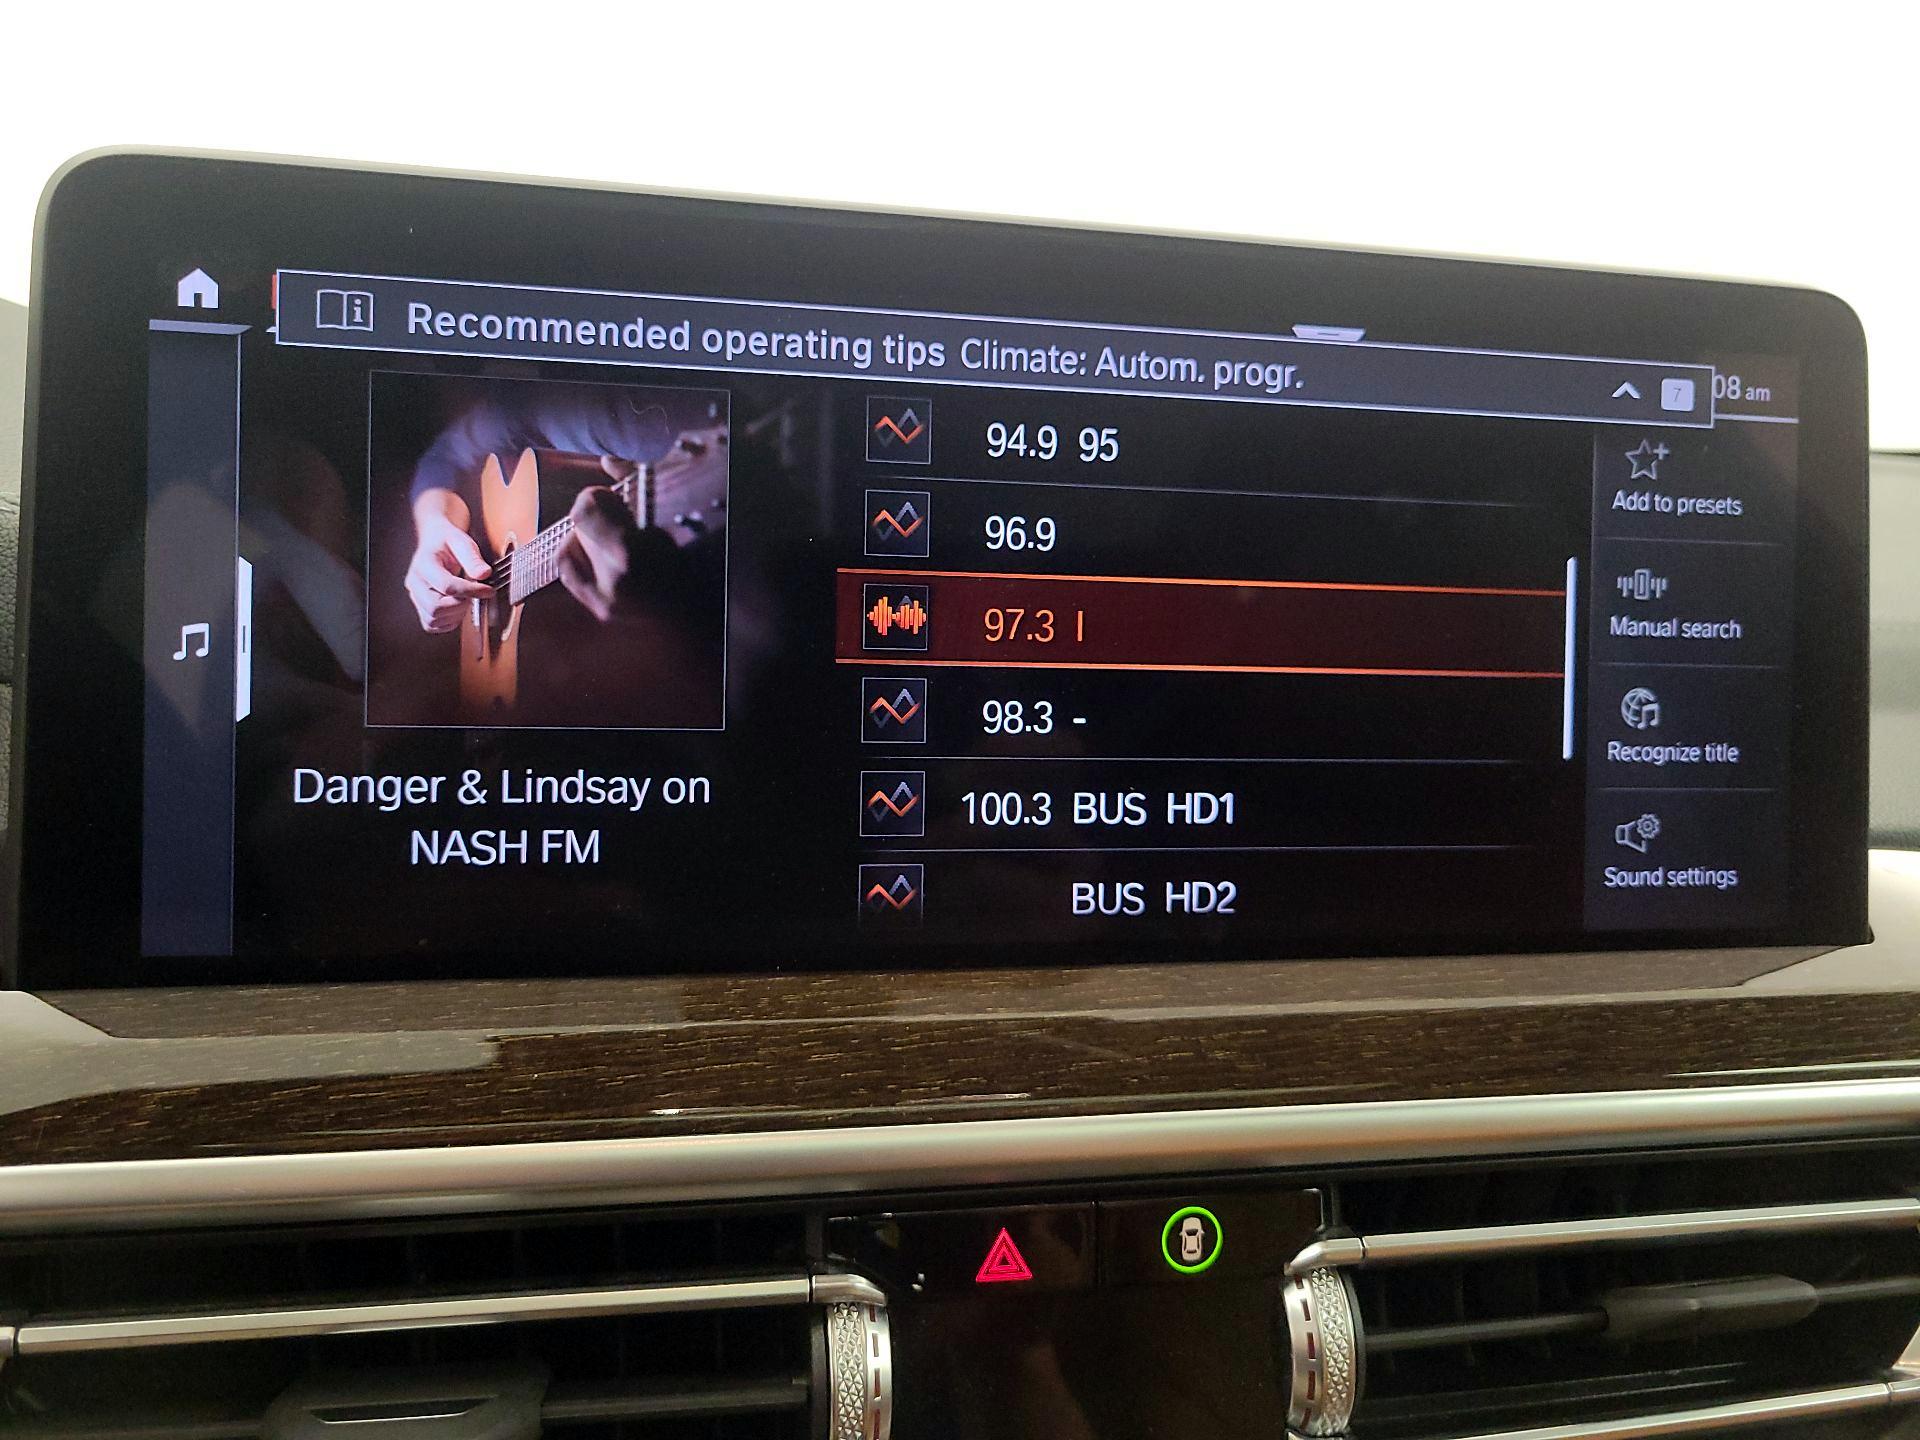 Recommended operating tips Climate: Autom. progr.
7
08 am
94.9 95
96.9
97.3 I
98.3 -
100.3 BUS HD1
BUS HD2
Danger & Lindsay on
NASH FM
Add to presets
Manual search
Recognize title
Sound settings